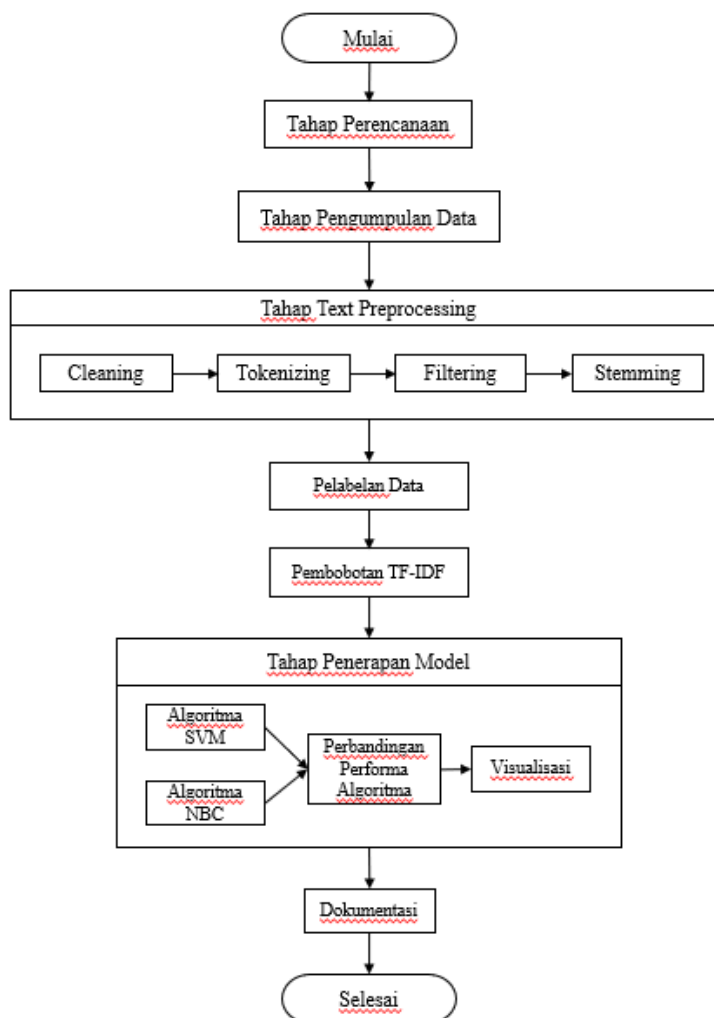 Mulai
Tahap Perencanaan
Tahap Pengumpulan Data
Tahap Text Preprocessing
Cleaning
Tokenizing
Filtering
Stemming
Pelabelan Data
Pembobotan TF-IDF
Tahap Penerapan Model
Algoritma
SVM
Algoritma
NBC
Perbandingan
Performa
Algoritma
Visualisasi
Dokumentasi
Selesai